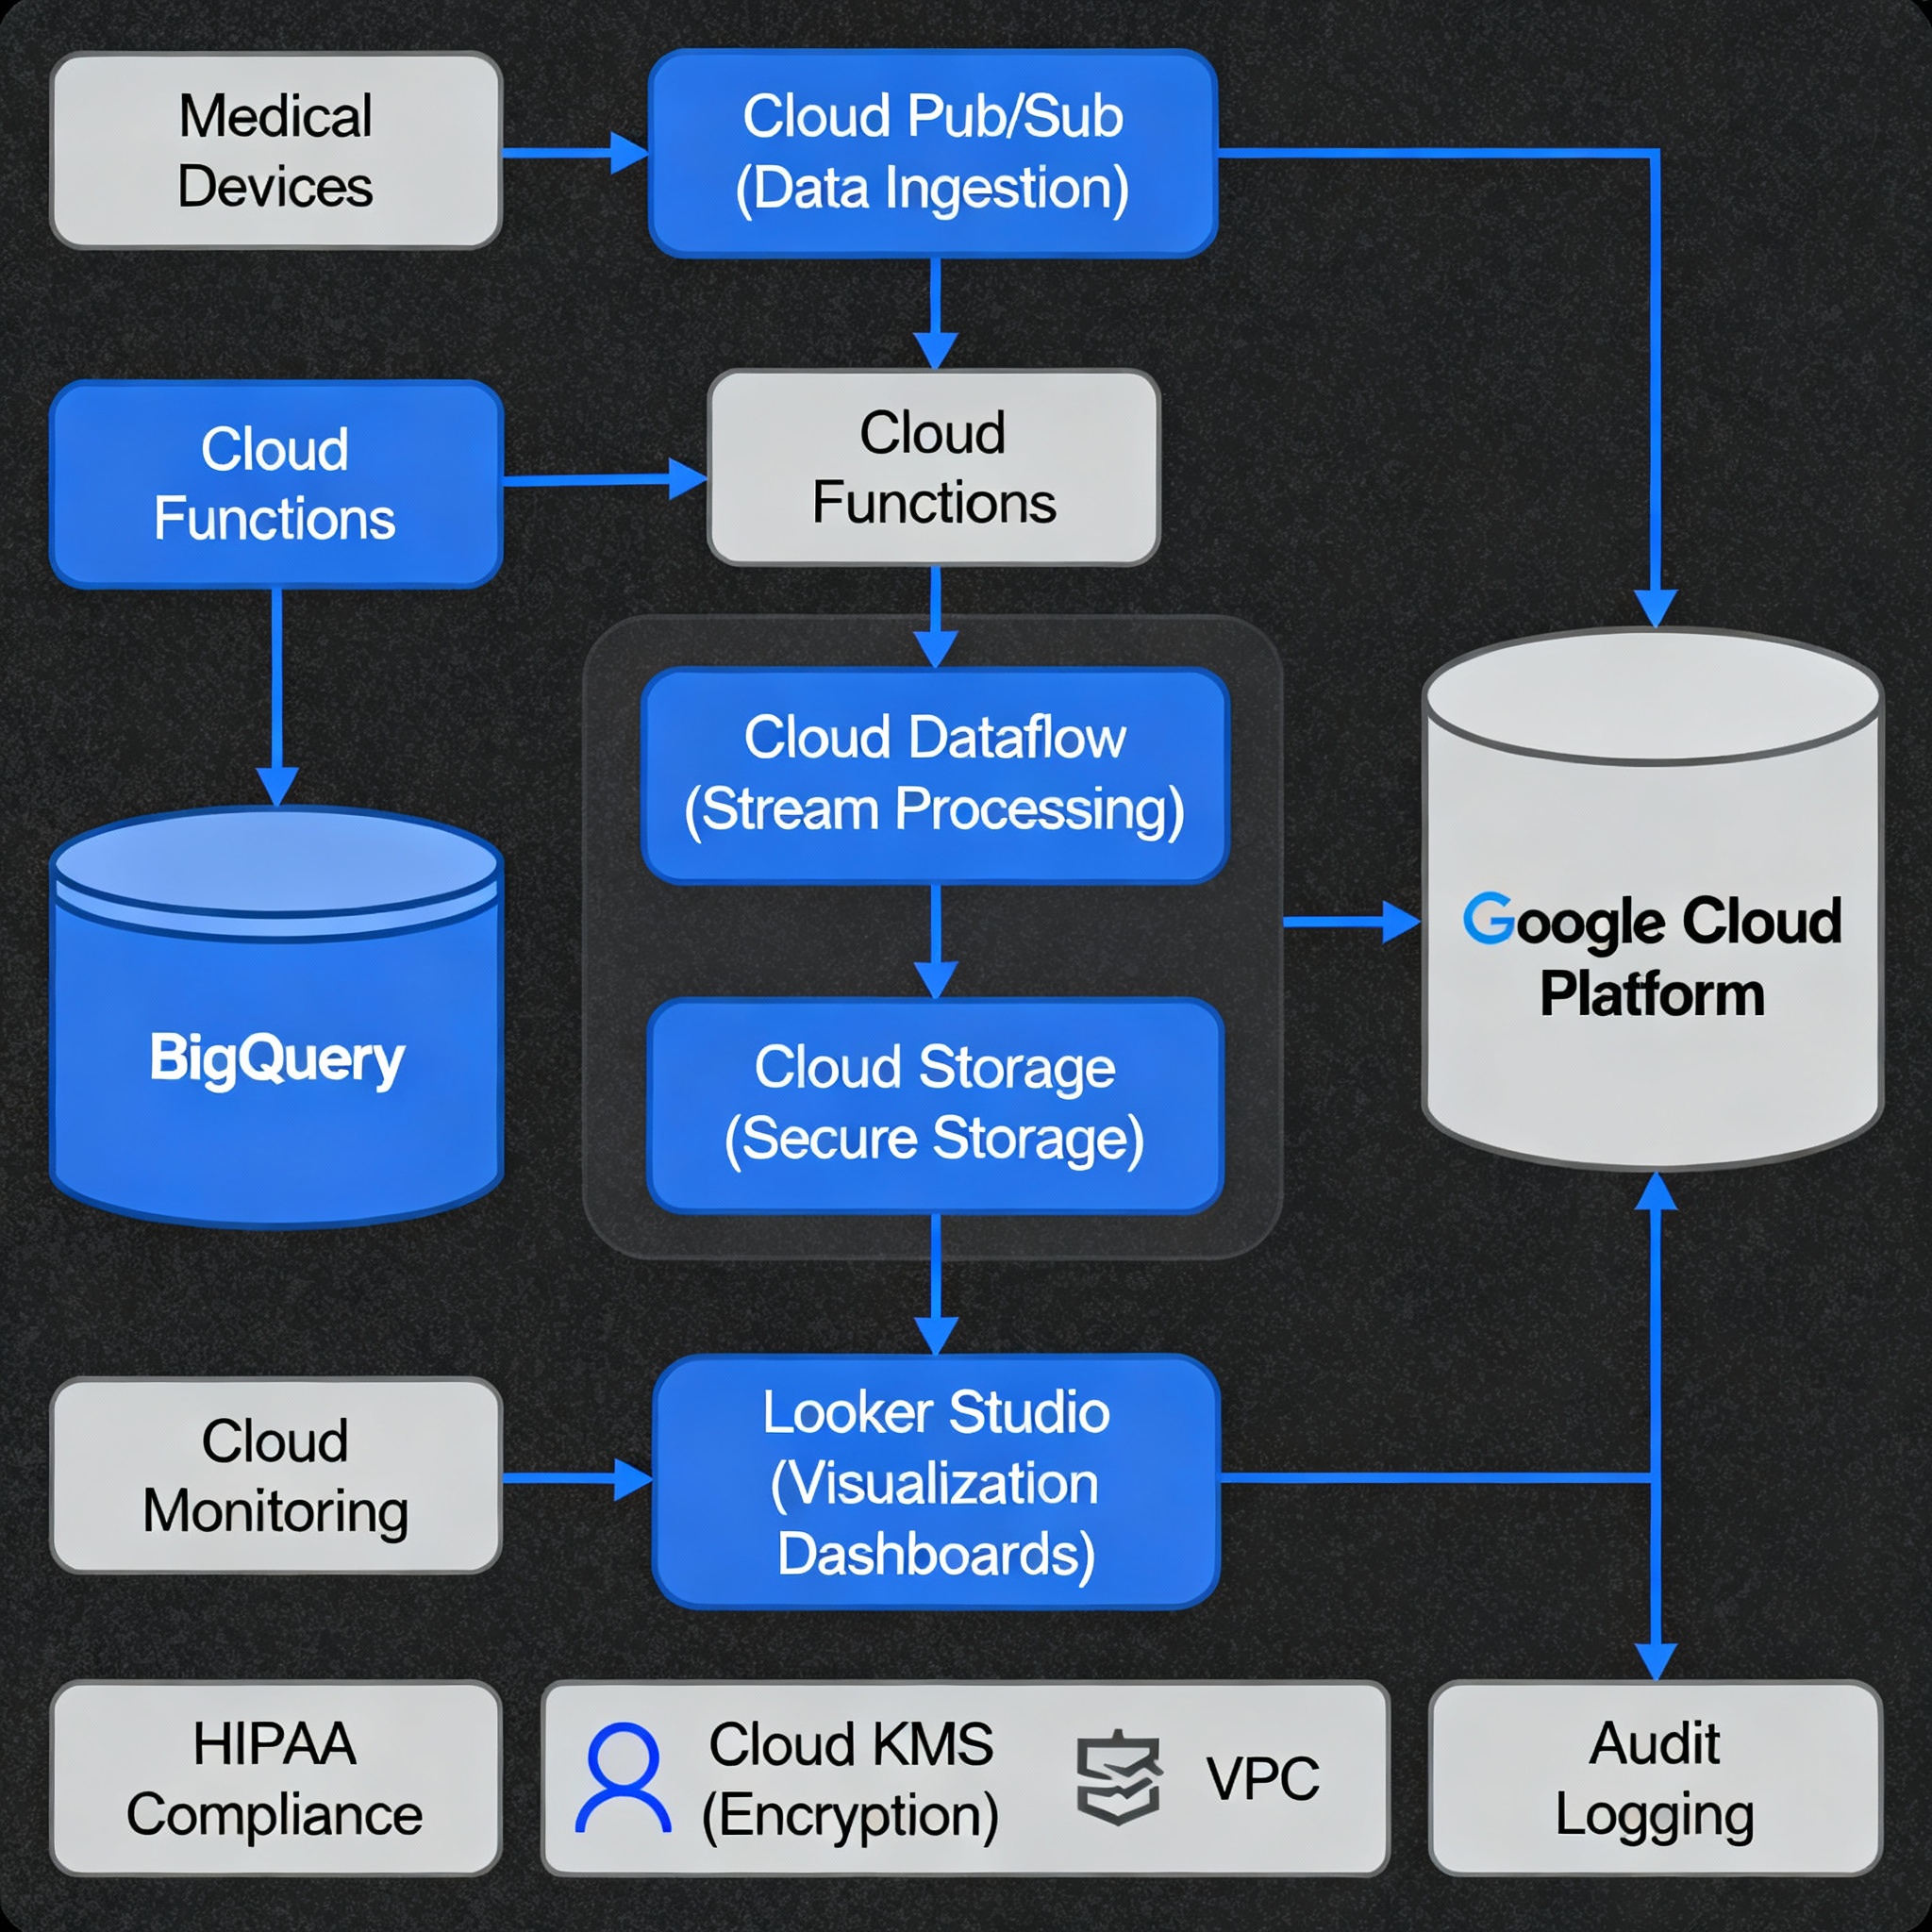 Medical
Devices
Cloud Pub/Sub
(Data Ingestion)
Cloud
Functions
Cloud
Functions
Cloud Dataflow
(Stream Processing)
Google Cloud
Platform
BigQuery
Cloud Storage
(Secure Storage)
Cloud
Monitoring
Looker Studio
(Visualization
Dashboards)
HIPAA
Compliance
Cloud KMS
(Encryption)
VPC
Audit
Logging